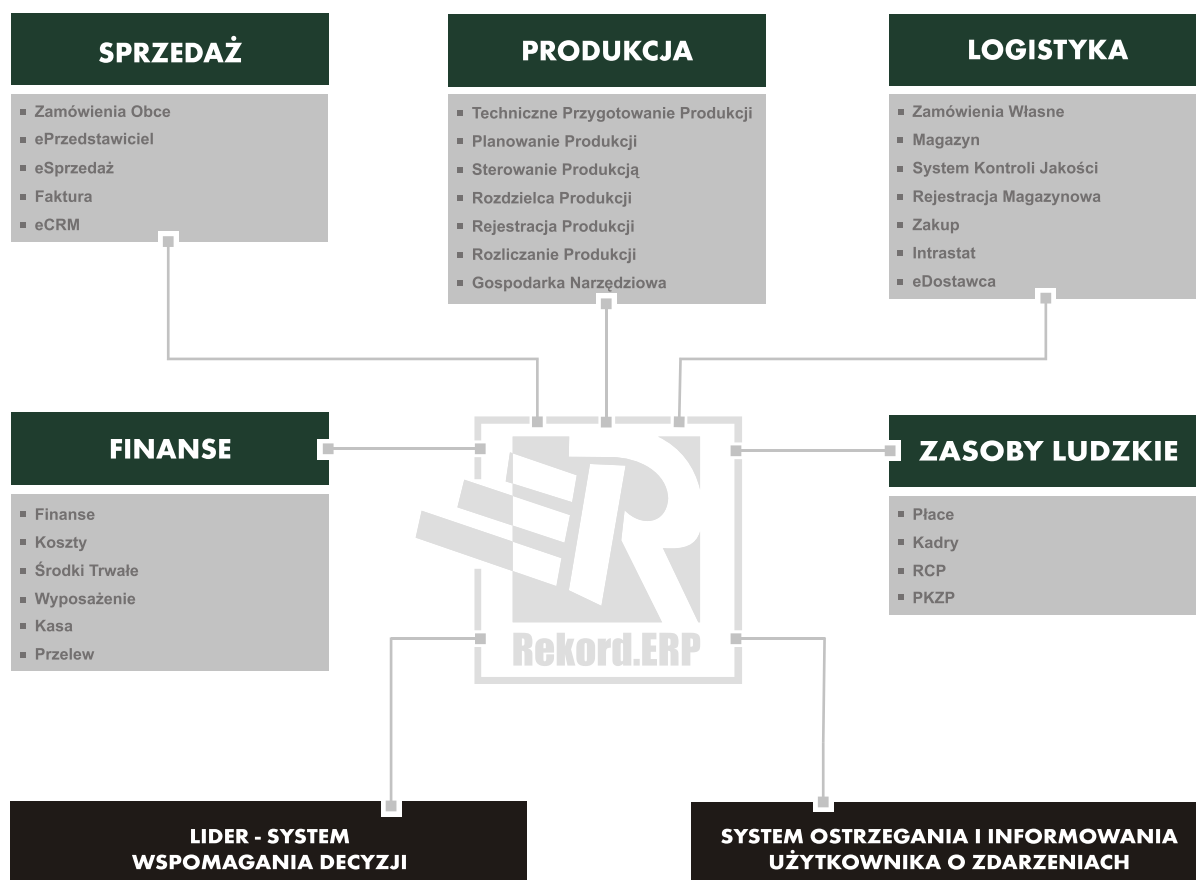 SPRZEDAŻ
Zamówienia Obce
ePrzedstawiciel
eSprzedaż
Faktura
eCRM
PRODUKCJA
Techniczne Przygotowanie Produkcji
Planowanie Produkcji
Sterowanie Produkcją
Rozdzielca Produkcji
Rejestracja Produkcji
Rozliczanie Produkcji
Gospodarka Narzędziowa
LOGISTYKA
Zamówienia Własne
Magazyn
System Kontroli Jakości
Rejestracja Magazynowa
Zakup
Intrastat
eDostawca
FINANSE
Finanse
Koszty
Środki Trwałe
Wyposażenie
Kasa
Przelew
R
Rekord.ERP
ZASOBY LUDZKIE
Płace
Kadry
RCP
PKZP
LIDER - SYSTEM
WSPOMAGANIA DECYZJI
SYSTEM OSTRZEGANIA I INFORMOWANIA
UŻYTKOWNIKA O ZDARZENIACH